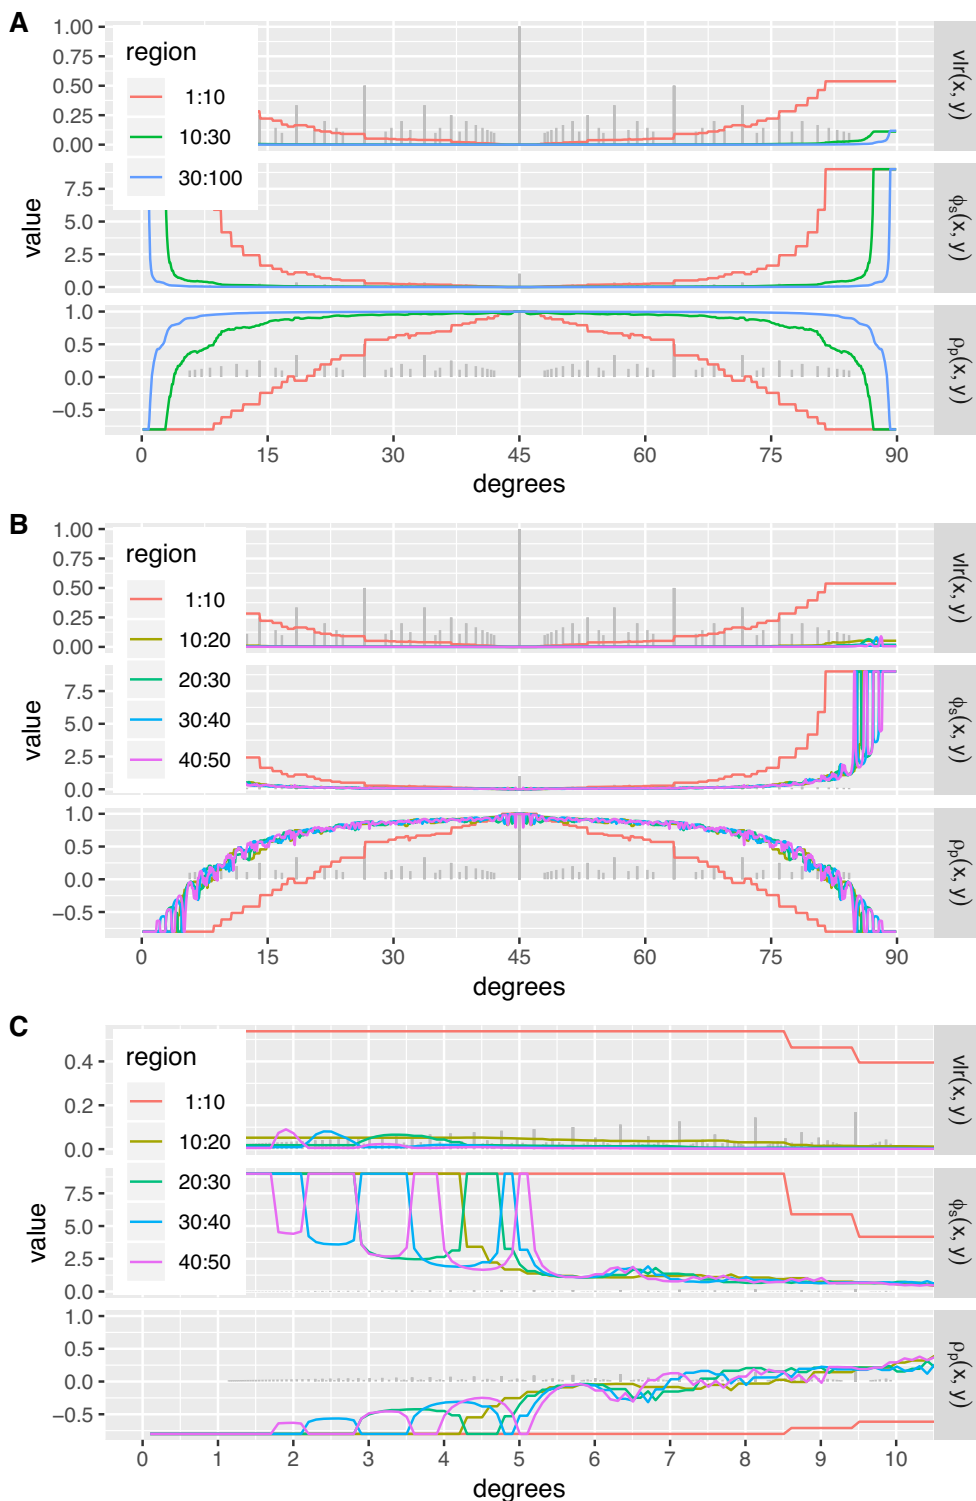 A
1.00
0.75
0.50
0.25
0.00
region
1:10
10:30
30:100
vlr(x, y)
7.5
5.0
2.5
0.0
value
ϕs(x, y)
1.0
0.5
0.0
−0.5
ρp(x, y)
0 15 30 45 60 75 90
degrees
B
1.00
0.75
0.50
0.25
0.00
region
1:10
10:20
20:30
30:40
40:50
vlr(x, y)
7.5
5.0
2.5
0.0
value
ϕs(x, y)
1.0
0.5
0.0
−0.5
ρp(x, y)
0 15 30 45 60 75 90
degrees
C
0.4
0.2
0.0
region
1:10
10:20
20:30
30:40
40:50
vlr(x, y)
7.5
5.0
2.5
0.0
value
ϕs(x, y)
1.0
0.5
0.0
−0.5
ρp(x, y)
0 1 2 3 4 5 6 7 8 9 10
degrees